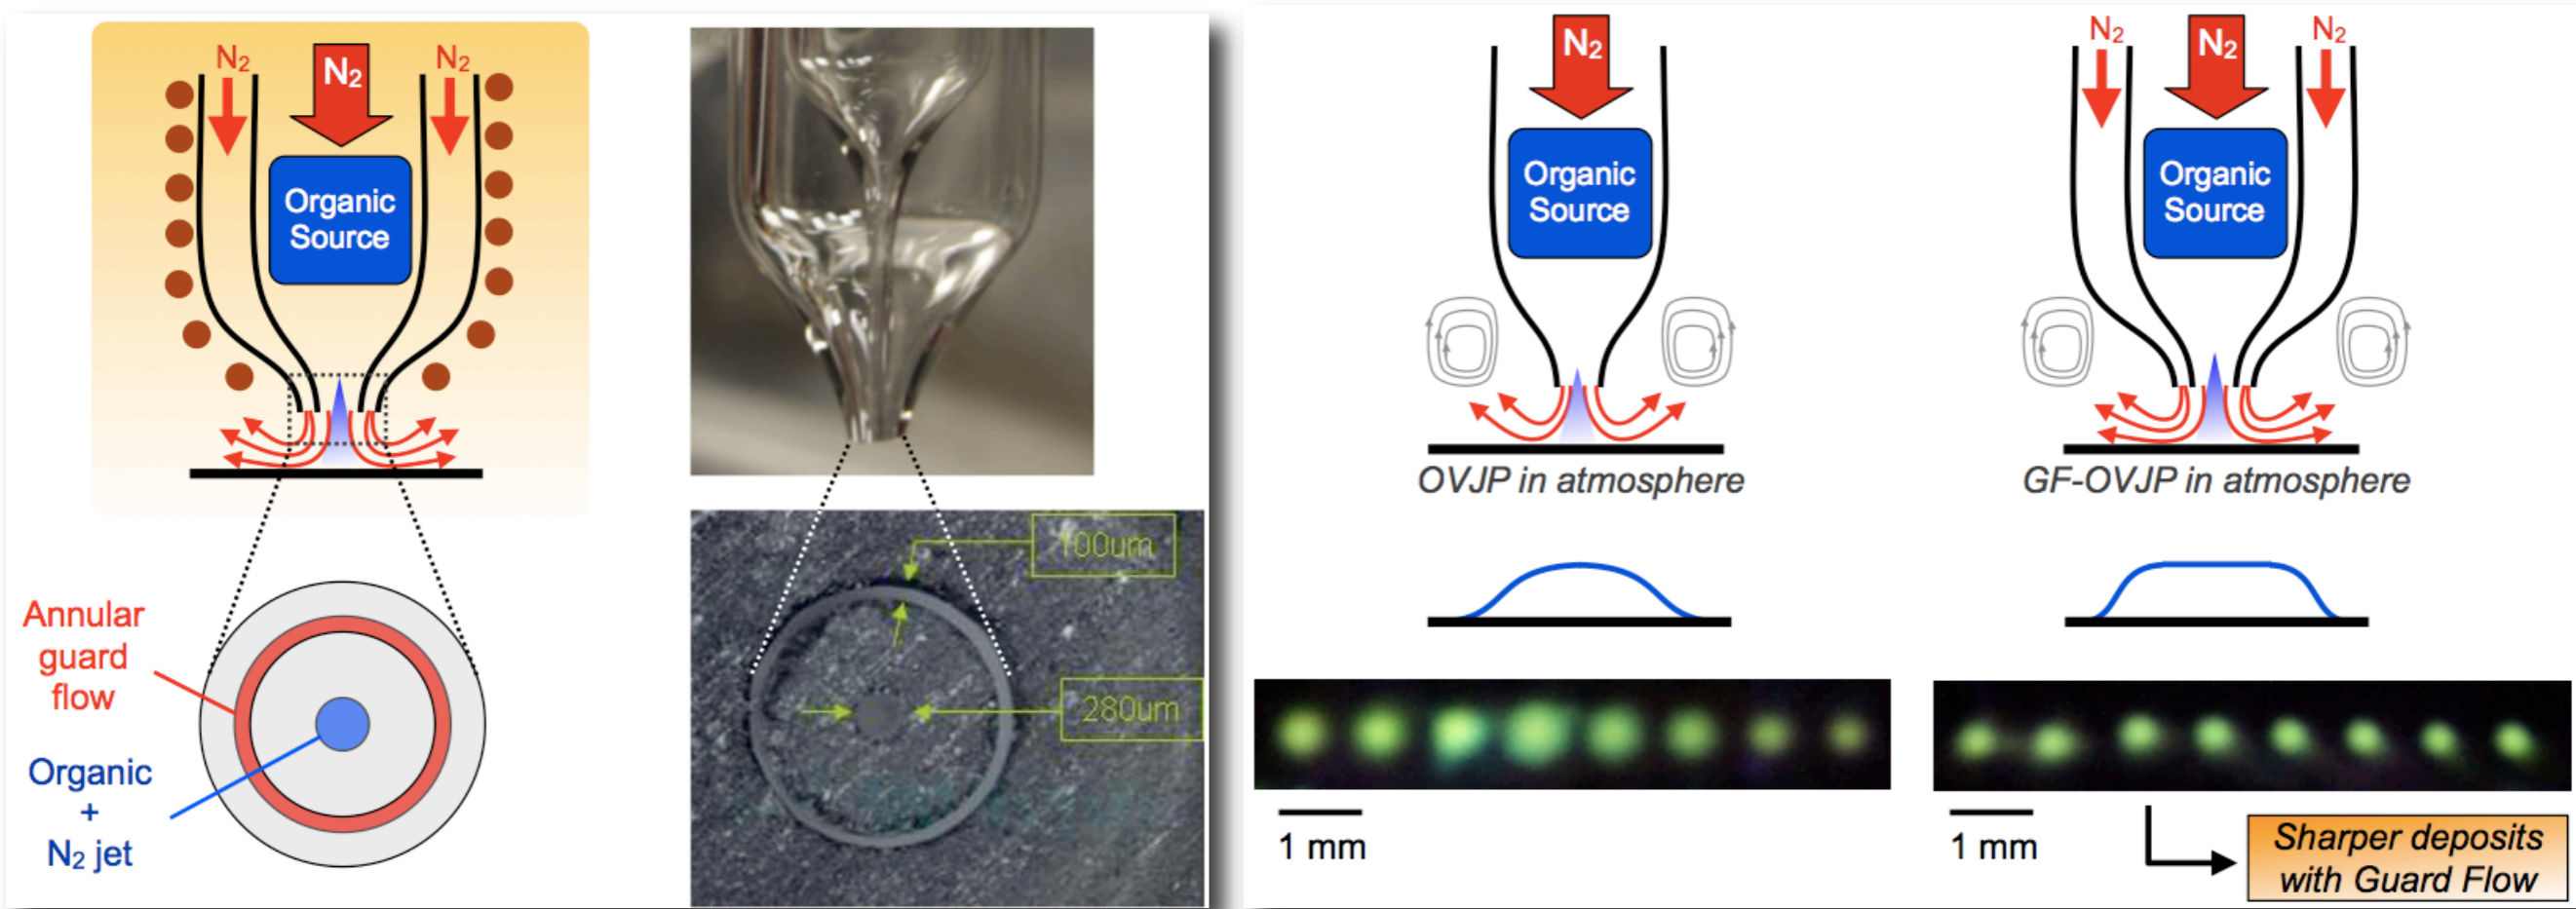 N2
N2
N2
Organic
Source
Annular
guard
flow
Organic
+
N2 jet
100um
280um
N2
Organic
Source
OVJP in atmosphere
1 mm
N2
N2
N2
Organic
Source
GF-OVJP in atmosphere
1 mm
Sharper deposits
with Guard Flow